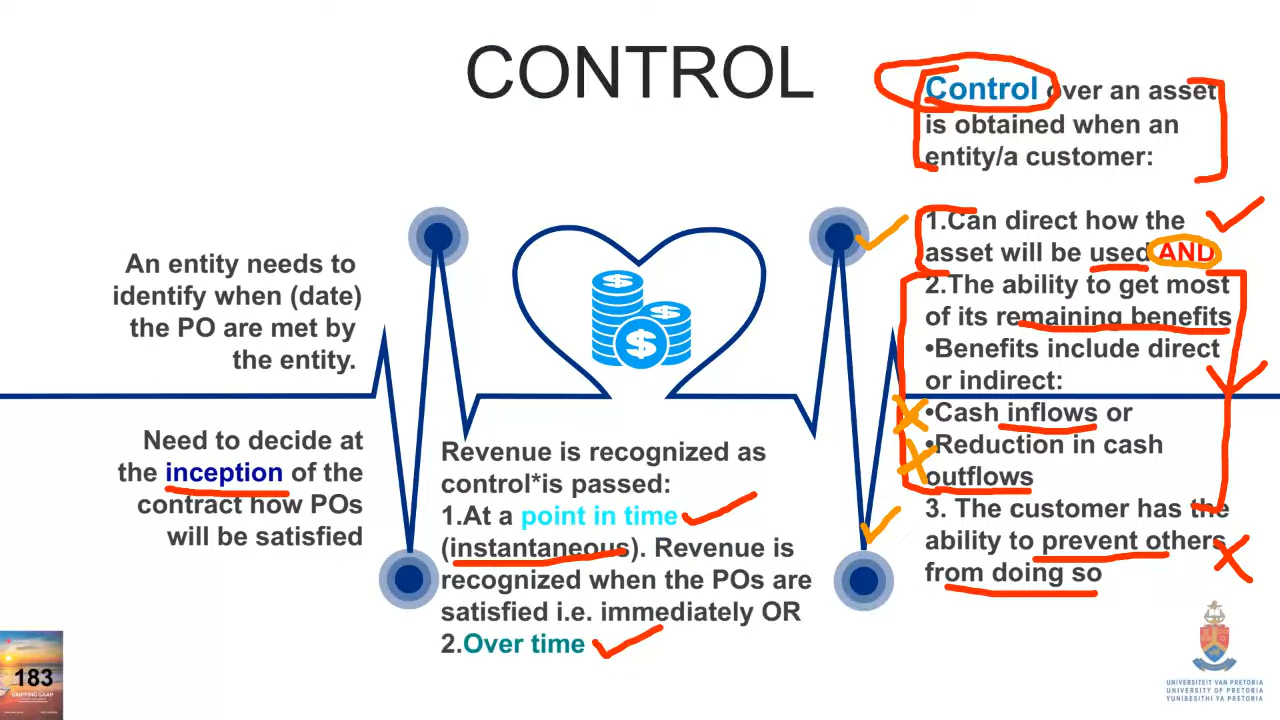 CONTROL
An entity needs to
identify when (date)
the PO are met by
the entity.
Need to decide at
the inception of the
contract how POs
will be satisfied
Revenue is recognized as
control*is passed:
1.At a point in time
(instantaneous). Revenue is
recognized when the POs are
satisfied i.e. immediately OR
2.Over time
Control over an asset
is obtained when an
entity/a customer:
1.Can direct how the
asset will be used AND
2.The ability to get most
of its remaining benefits
•Benefits include direct
or indirect:
•Cash inflows or
•Reduction in cash
outflows
3. The customer has the
ability to prevent others
from doing so
183
GRIPPING GAAP
UNIVERSITEIT VAN PRETORIA
UNIVERSITY OF PRETORIA
YUNIBESITHI YA PRETORIA